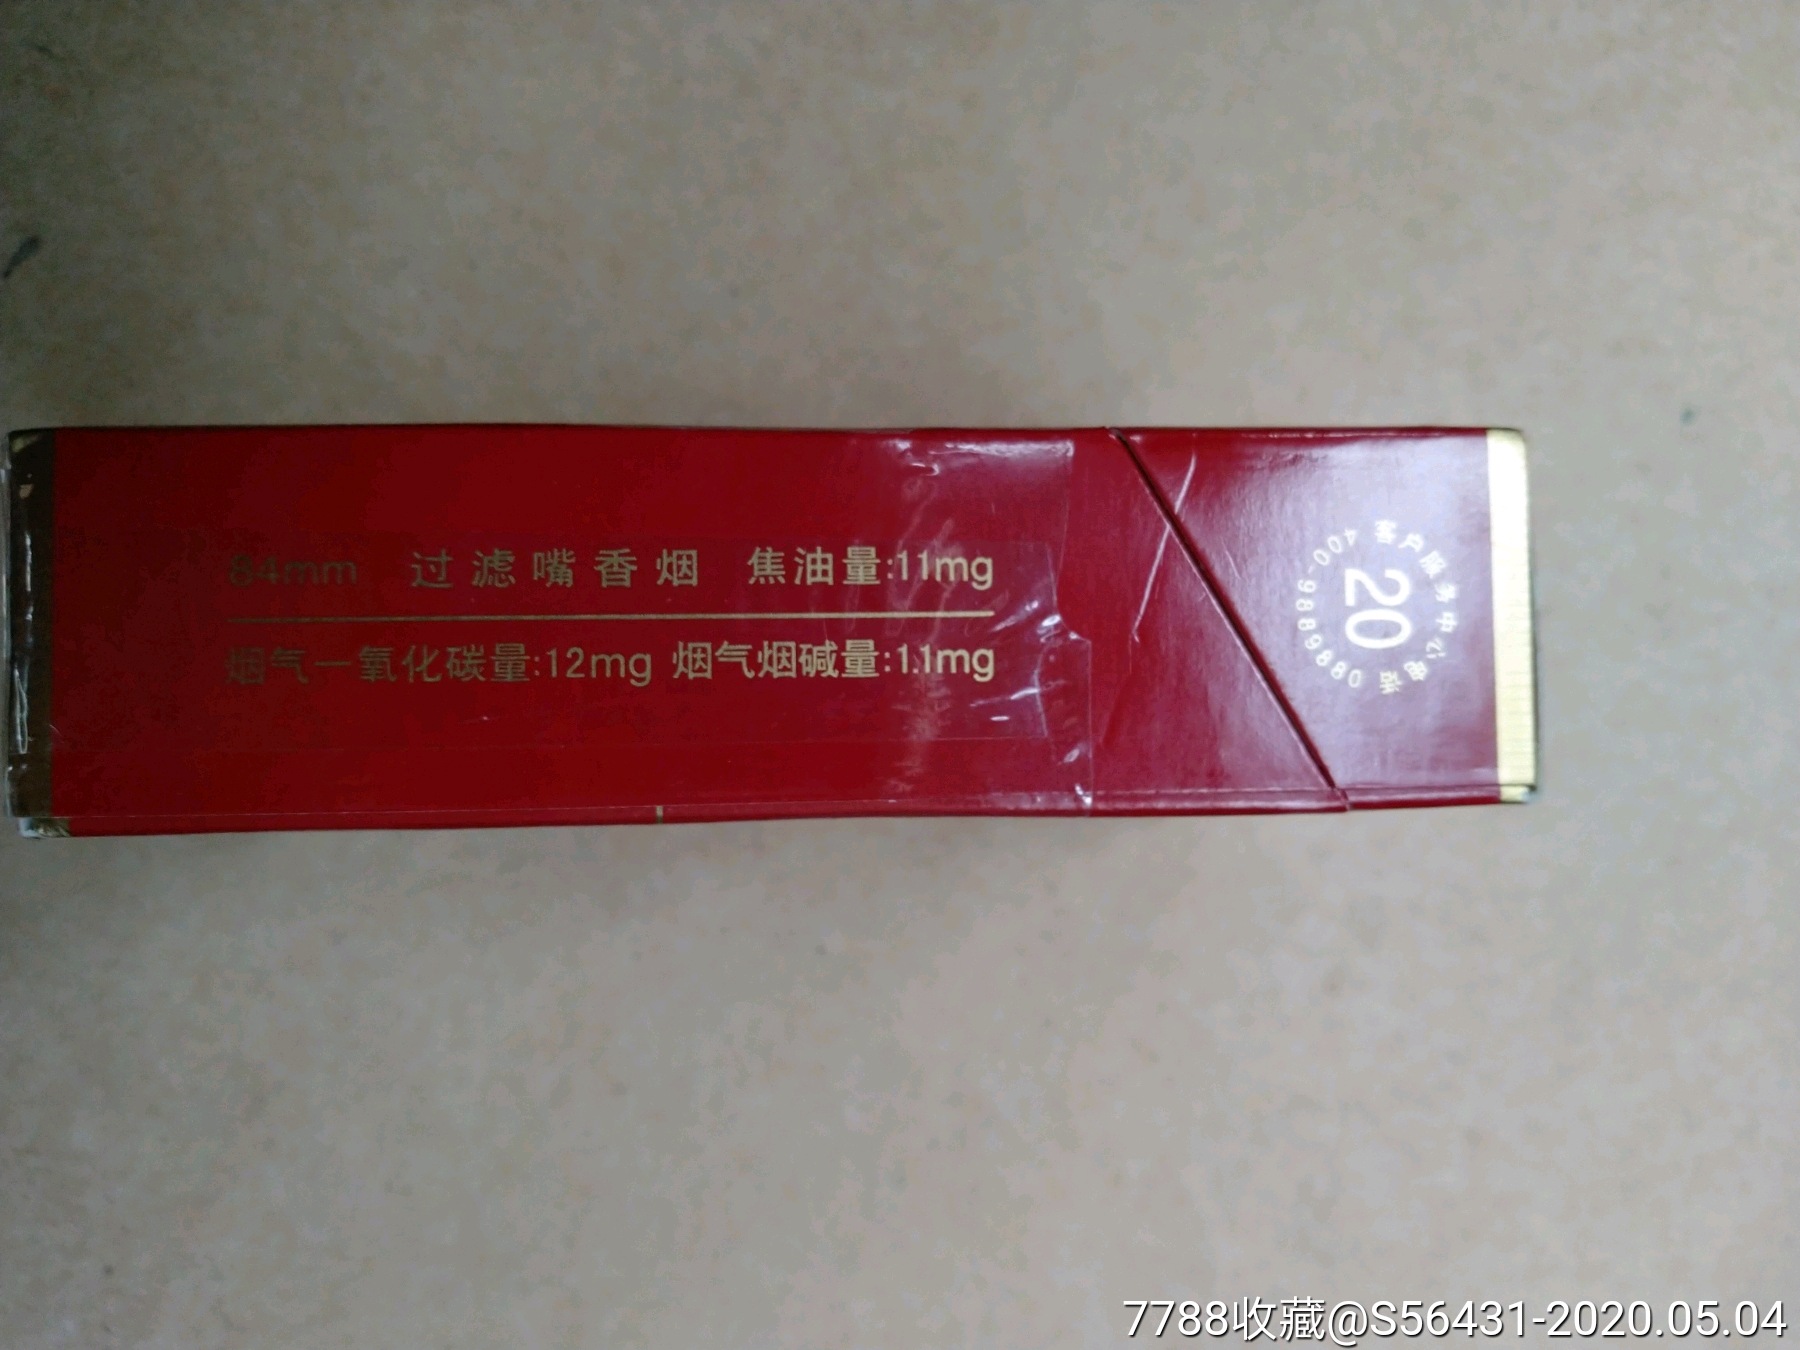 84mm 过滤嘴香烟 焦油量:11mg
烟气一氧化碳量:12mg 烟气烟碱量:1.1mg
客户服务中心电话
400-98869880
20
7788收藏@S56431-2020.05.04